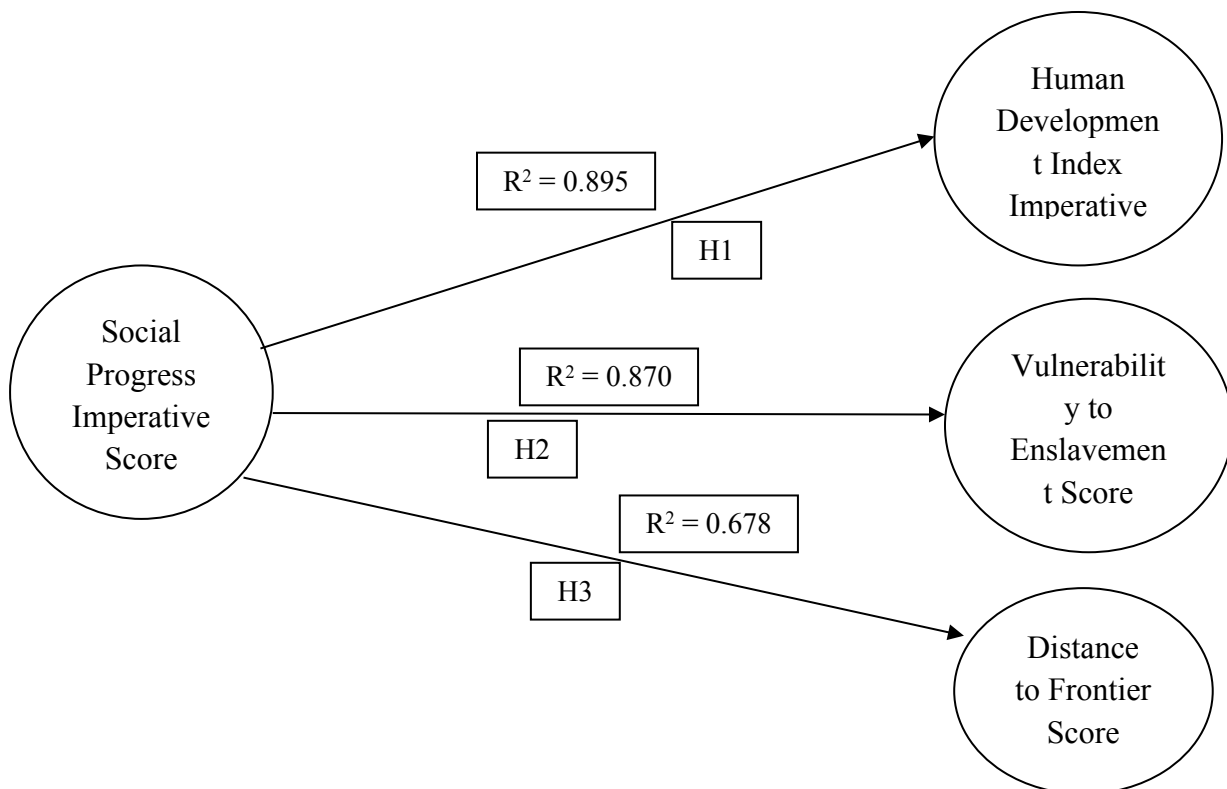 Human
Developmen
t Index
Imperative
R² = 0.895
H1
Social
Progress
Imperative
Score
R² = 0.870
H2
Vulnerabilit
y to
Enslavemen
t Score
R² = 0.678
H3
Distance
to Frontier
Score